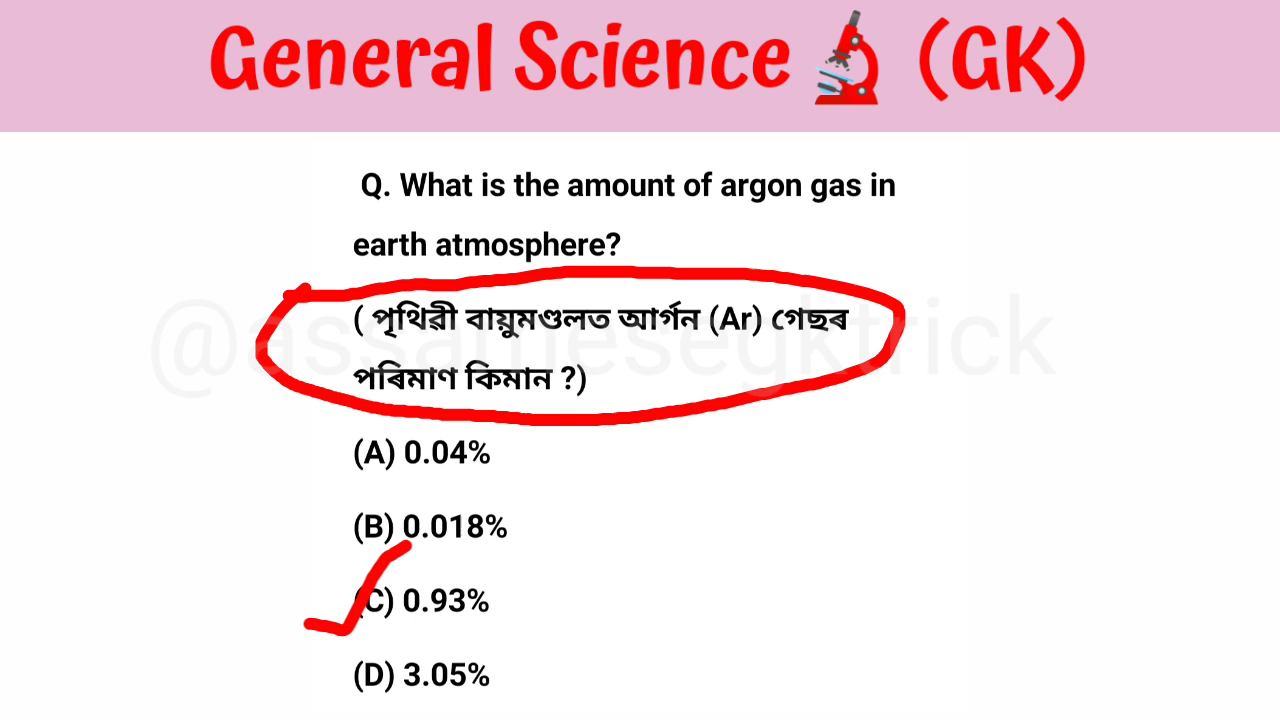 General Science🔬 (GK)
Q. What is the amount of argon gas in
earth atmosphere?
( পৃথিৱী বায়ুমণ্ডলত আৰ্গন (Ar) গেছৰ
পৰিমাণ কিমান ?)
@assamesegktrick
(A) 0.04%
(B) 0.018%
(C) 0.93%
(D) 3.05%